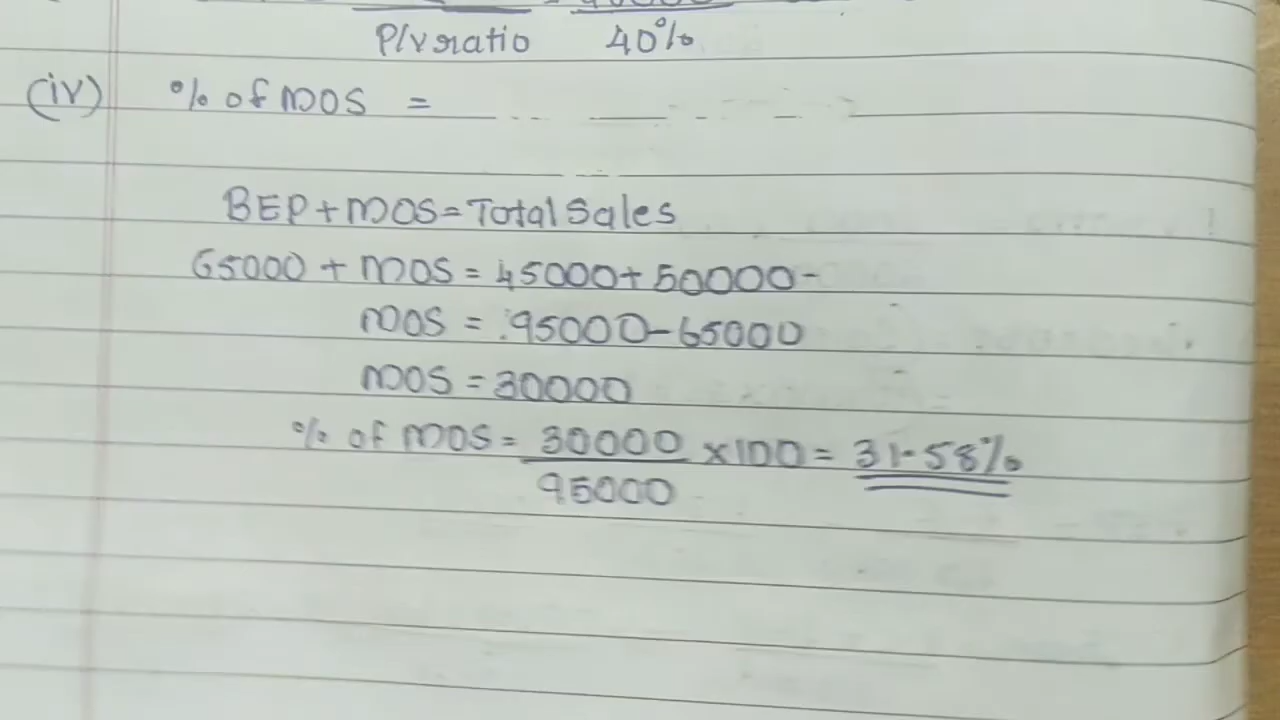 P/v ratio 40%
(iv) % of MOS =
BEP + MOS = Total Sales
65000 + MOS = 45000 + 50000 -
MOS = 95000 - 65000
MOS = 30000
% of MOS = 30000 × 100 = 31.58%
95000